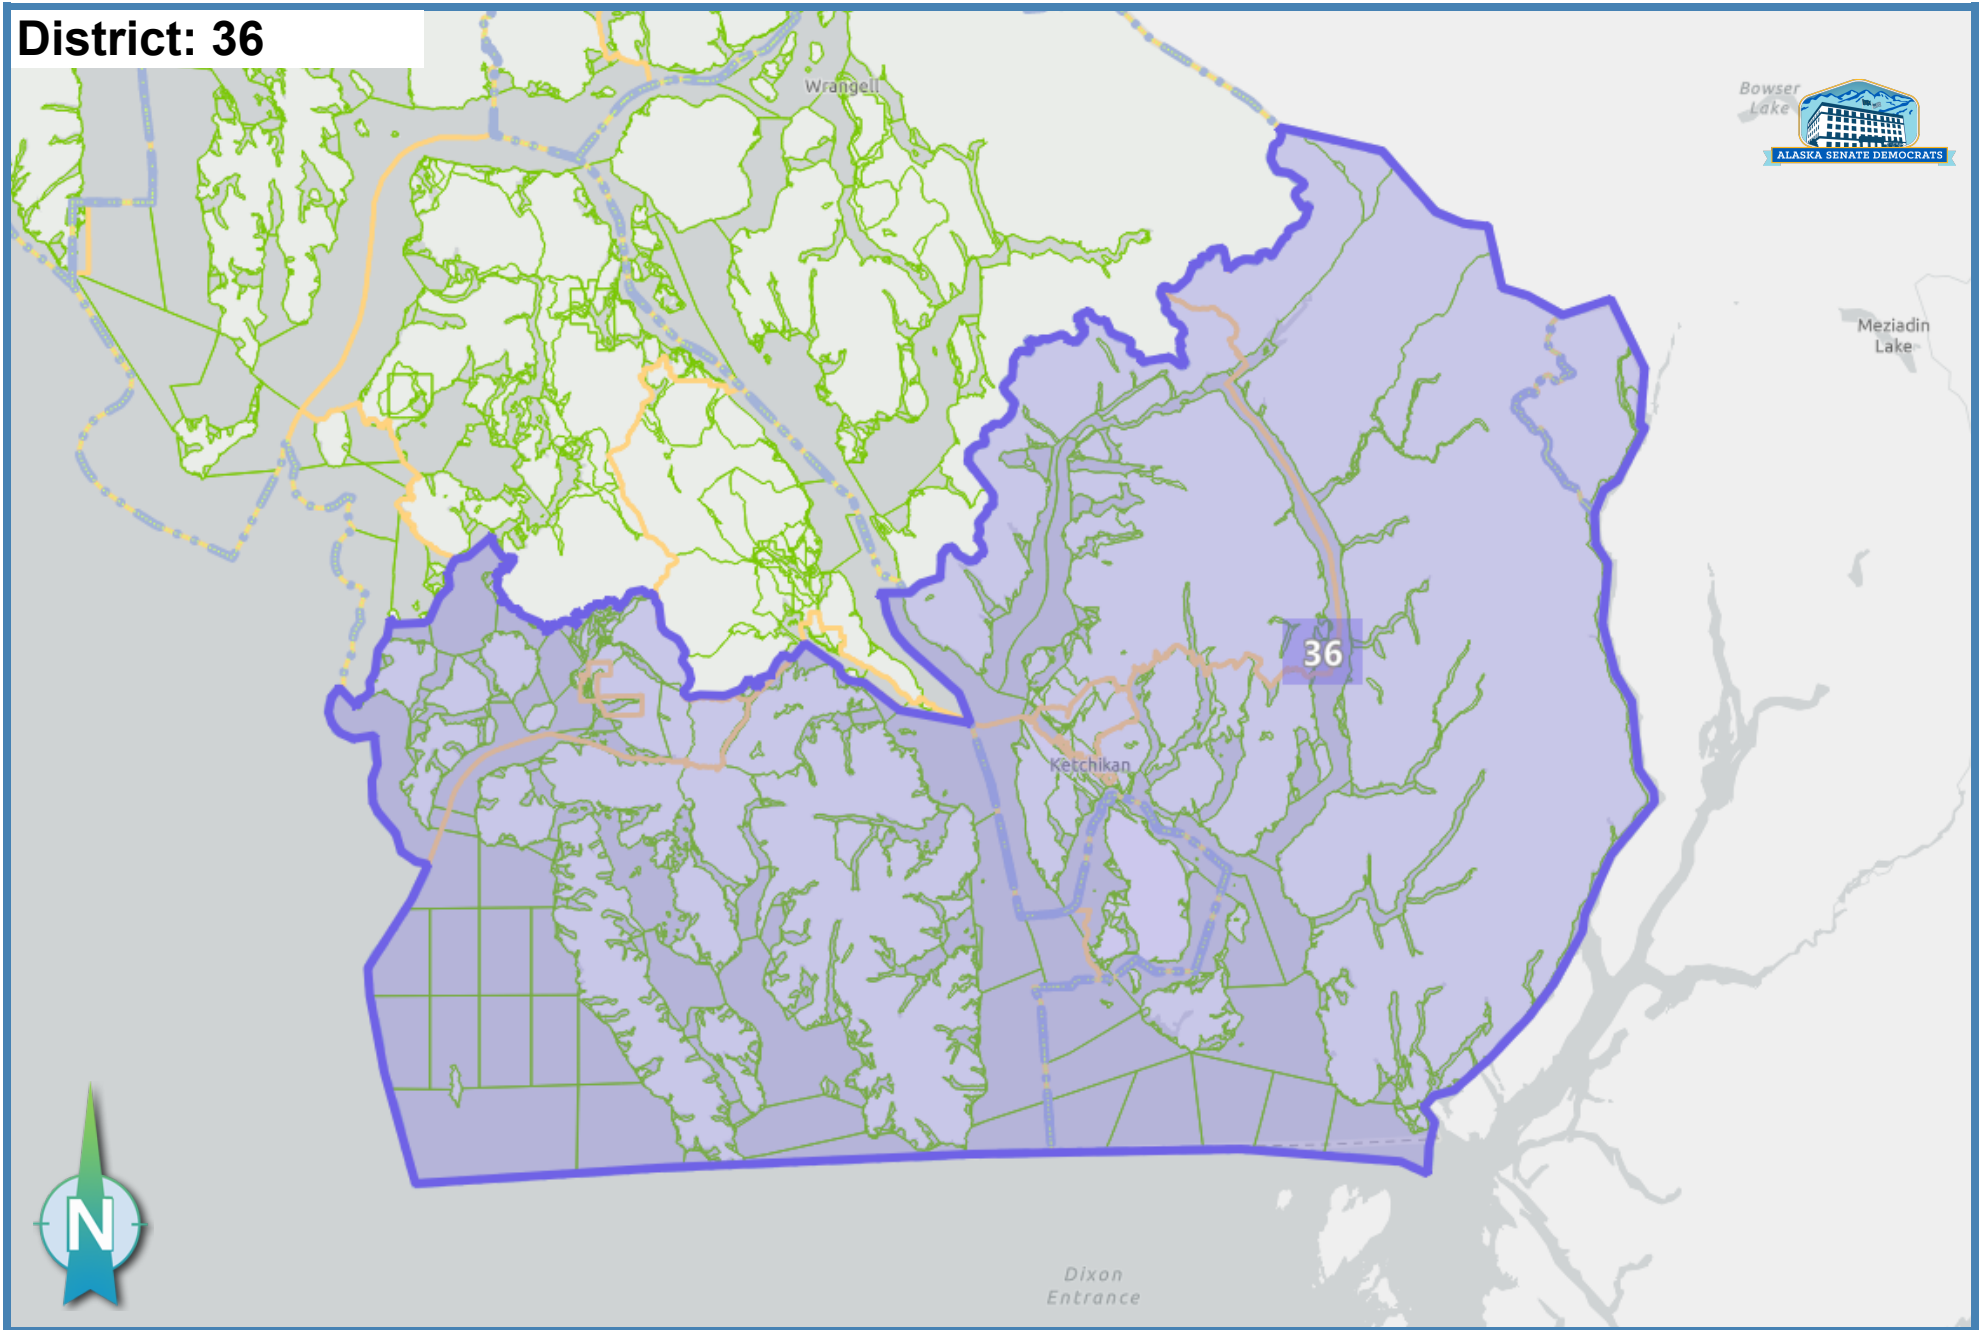 District: 36
Wrangell
Bowser
Lake
ALASKA SENATE DEMOCRATS
Meziadin
Lake
36
Ketchikan
N
Dixon
Entrance